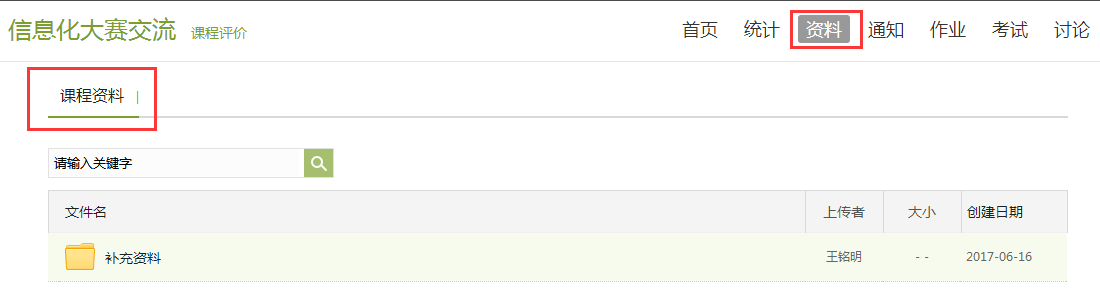 信息化大赛交流 课程评价 首页 统计 资料 通知 作业 考试 讨论
课程资料 |
请输入关键字
文件名 上传者 大小 创建日期
补充资料 王铭明 - - 2017-06-16